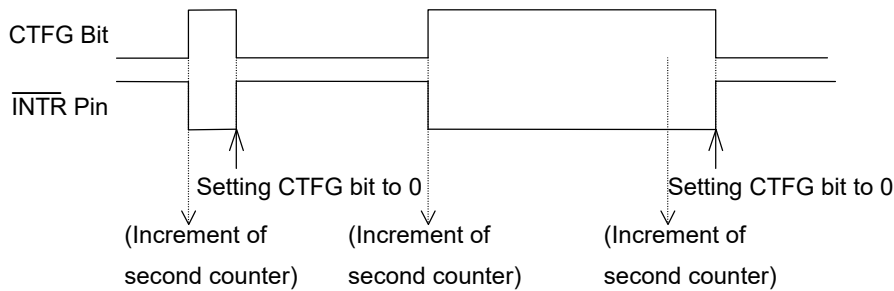 CTFG Bit
INTR Pin
Setting CTFG bit to 0
Setting CTFG bit to 0
(Increment of
second counter)
(Increment of
second counter)
(Increment of
second counter)